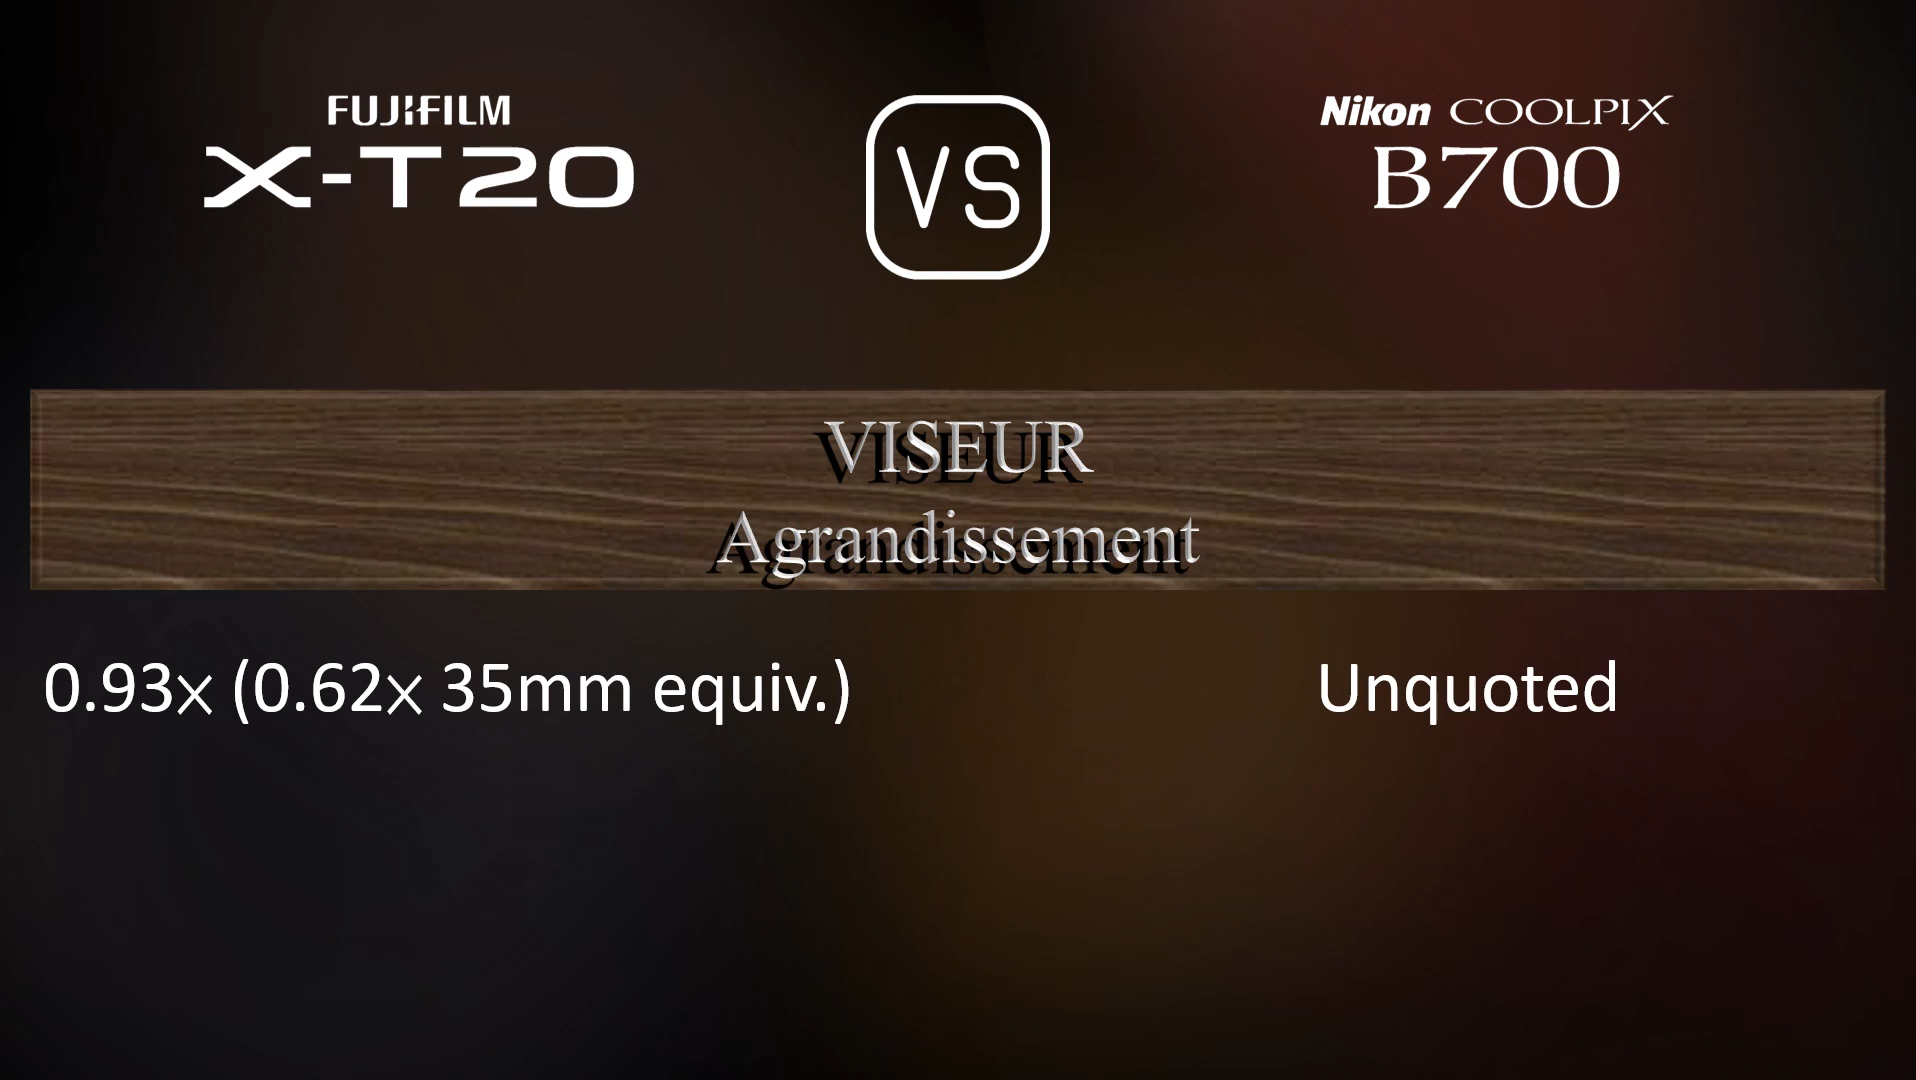 FUJIFILM
X-T20
VS
Nikon COOLPIX
B700
VISEUR
Agrandissement
0.93x (0.62x 35mm equiv.)
Unquoted